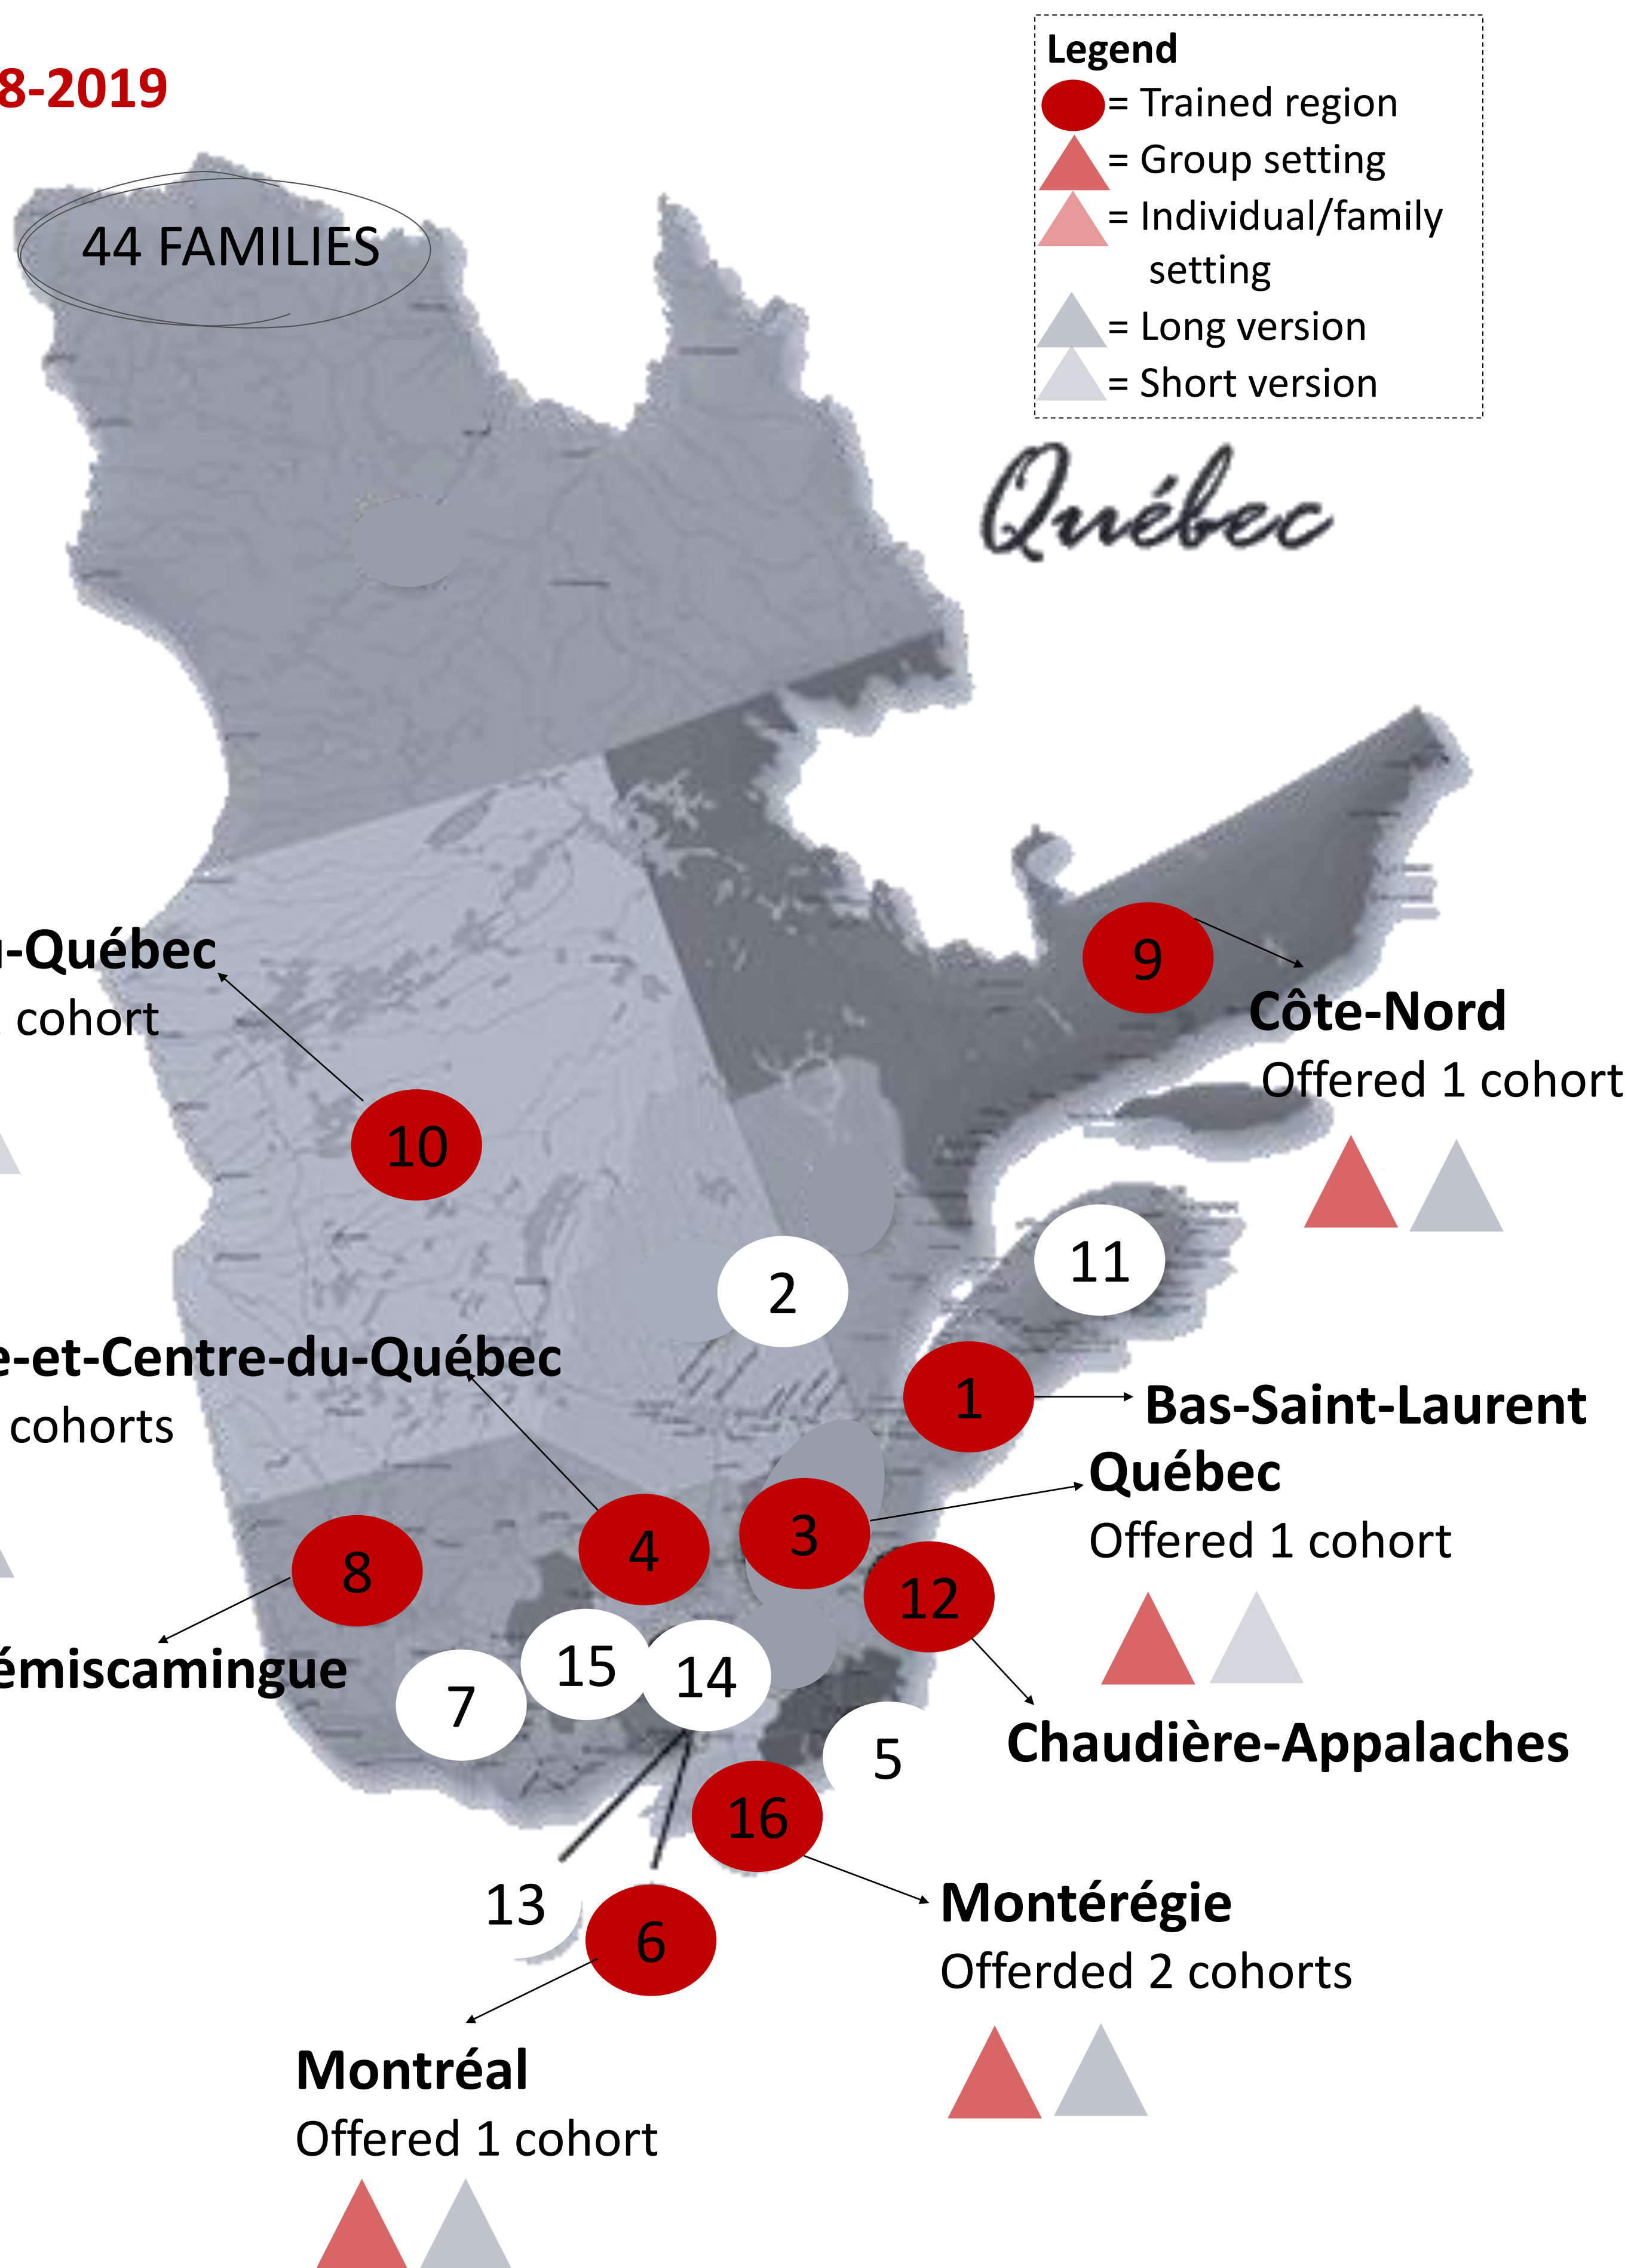 8-2019
Legend
= Trained region
= Group setting
= Individual/family
setting
= Long version
= Short version
44 FAMILIES
Québec
-Québec
cohort
9
Côte-Nord
Offered 1 cohort
10
11
2
e-et-Centre-du-Québec
cohorts
1
Bas-Saint-Laurent
Québec
Offered 1 cohort
4
3
8
12
émiscamingue
15
14
7
5
Chaudière-Appalaches
16
13
6
Montérégie
Offerded 2 cohorts
Montréal
Offered 1 cohort